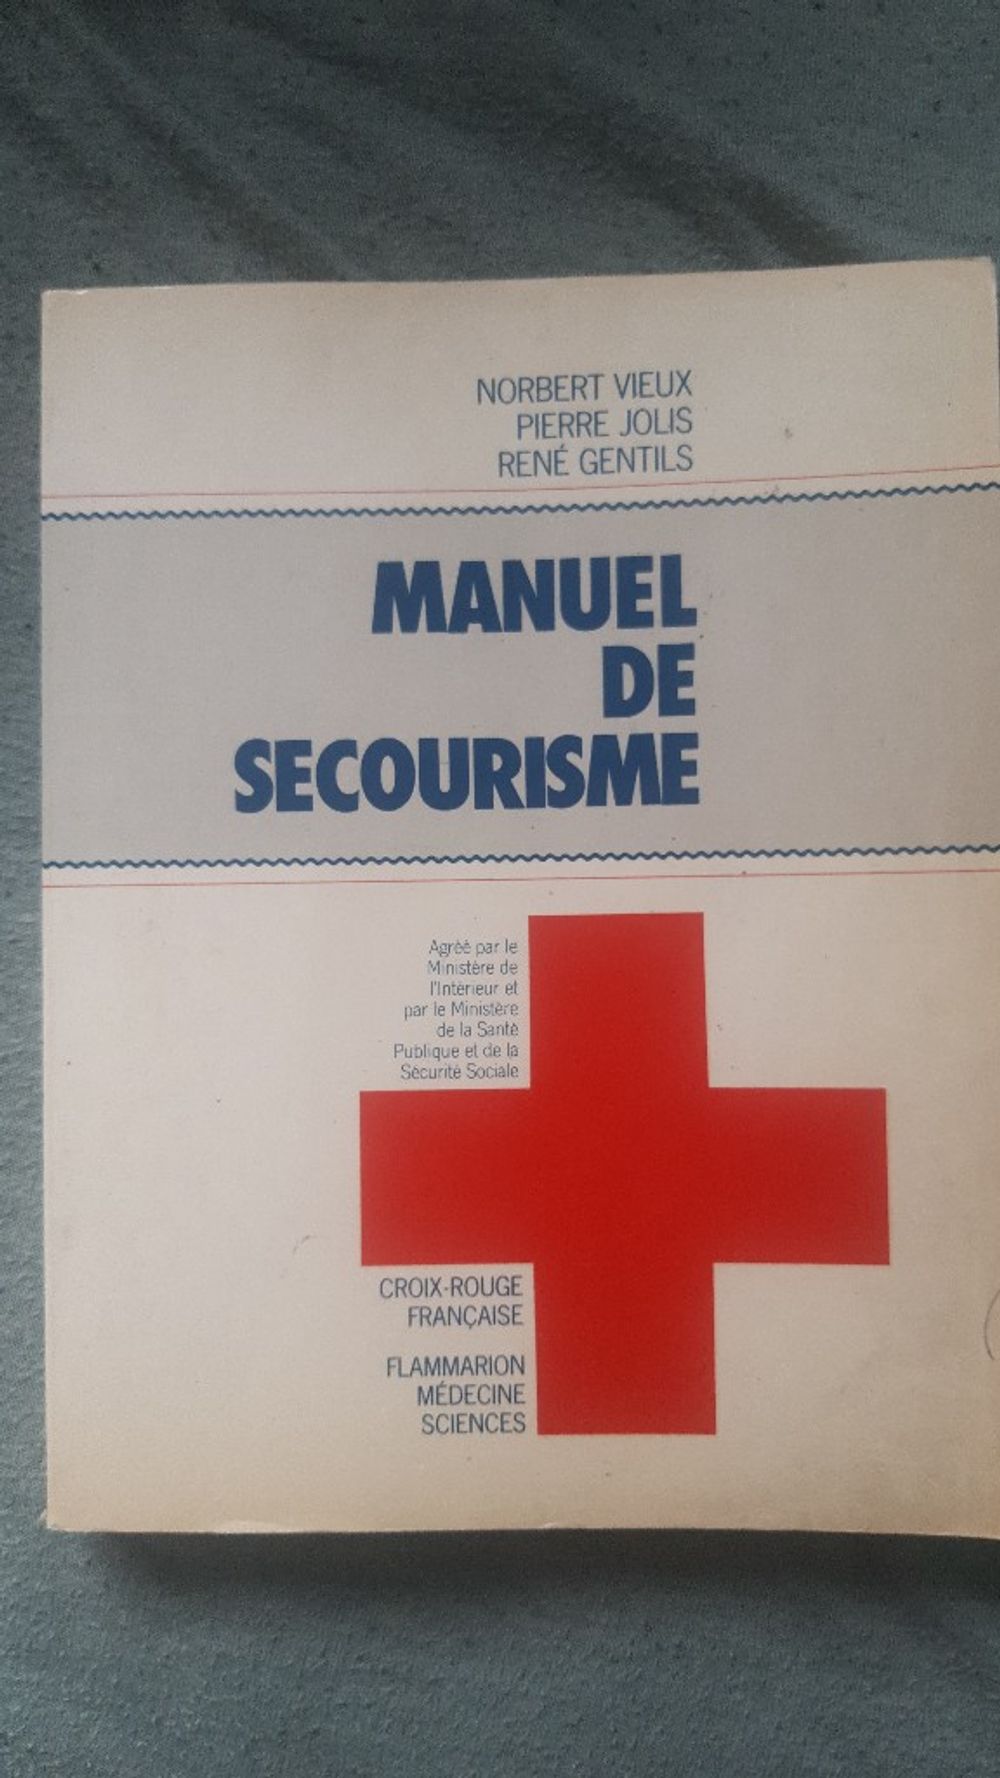 NORBERT VIEUX
PIERRE JOLIS
RENÉ GENTILS
MANUEL
DE
SECOURISME
Agréé par le
Ministère de
l'Intérieur et
par le Ministère
de la Santé
Publique et de la
Sécurité Sociale
CROIX-ROUGE
FRANÇAISE
FLAMMARION
MÉDECINE
SCIENCES